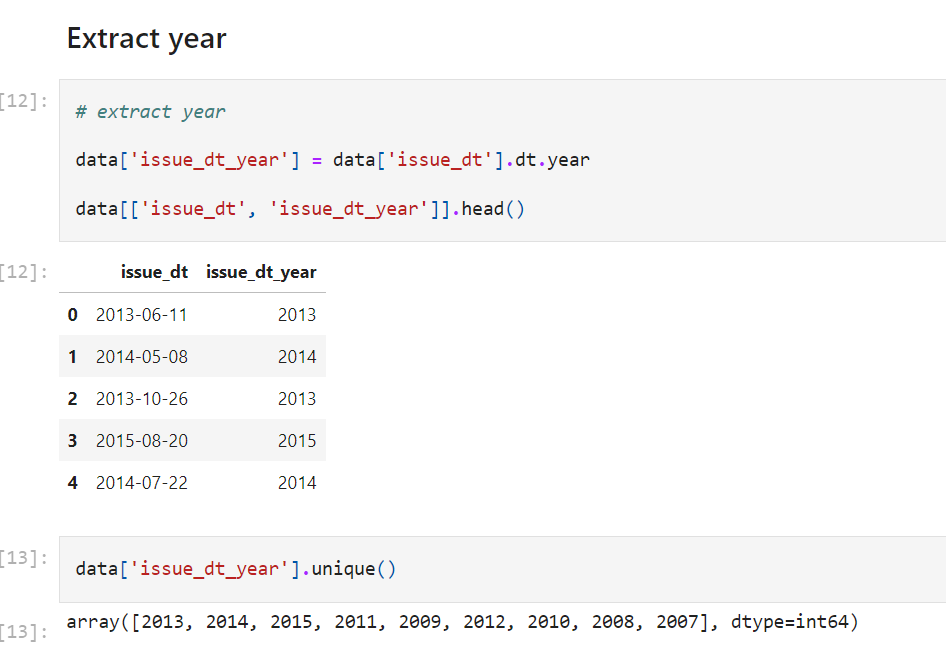 Extract year
[12]:
# extract year
data['issue_dt_year'] = data['issue_dt'].dt.year
data[['issue_dt', 'issue_dt_year']].head()
[12]:
issue_dt issue_dt_year
0 2013-06-11 2013
1 2014-05-08 2014
2 2013-10-26 2013
3 2015-08-20 2015
4 2014-07-22 2014
[13]:
data['issue_dt_year'].unique()
[13]:
array([2013, 2014, 2015, 2011, 2009, 2012, 2010, 2008, 2007], dtype=int64)